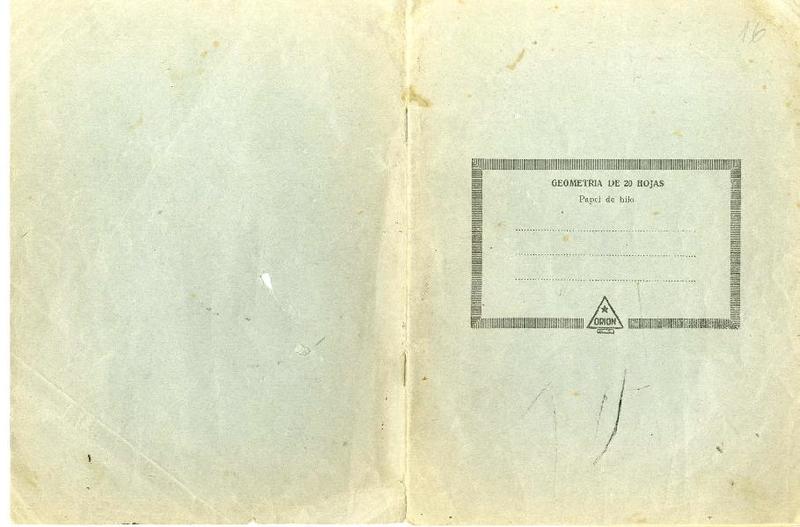 16
GEOMETRIA DE 20 HOJAS
Papel de hilo
ORION